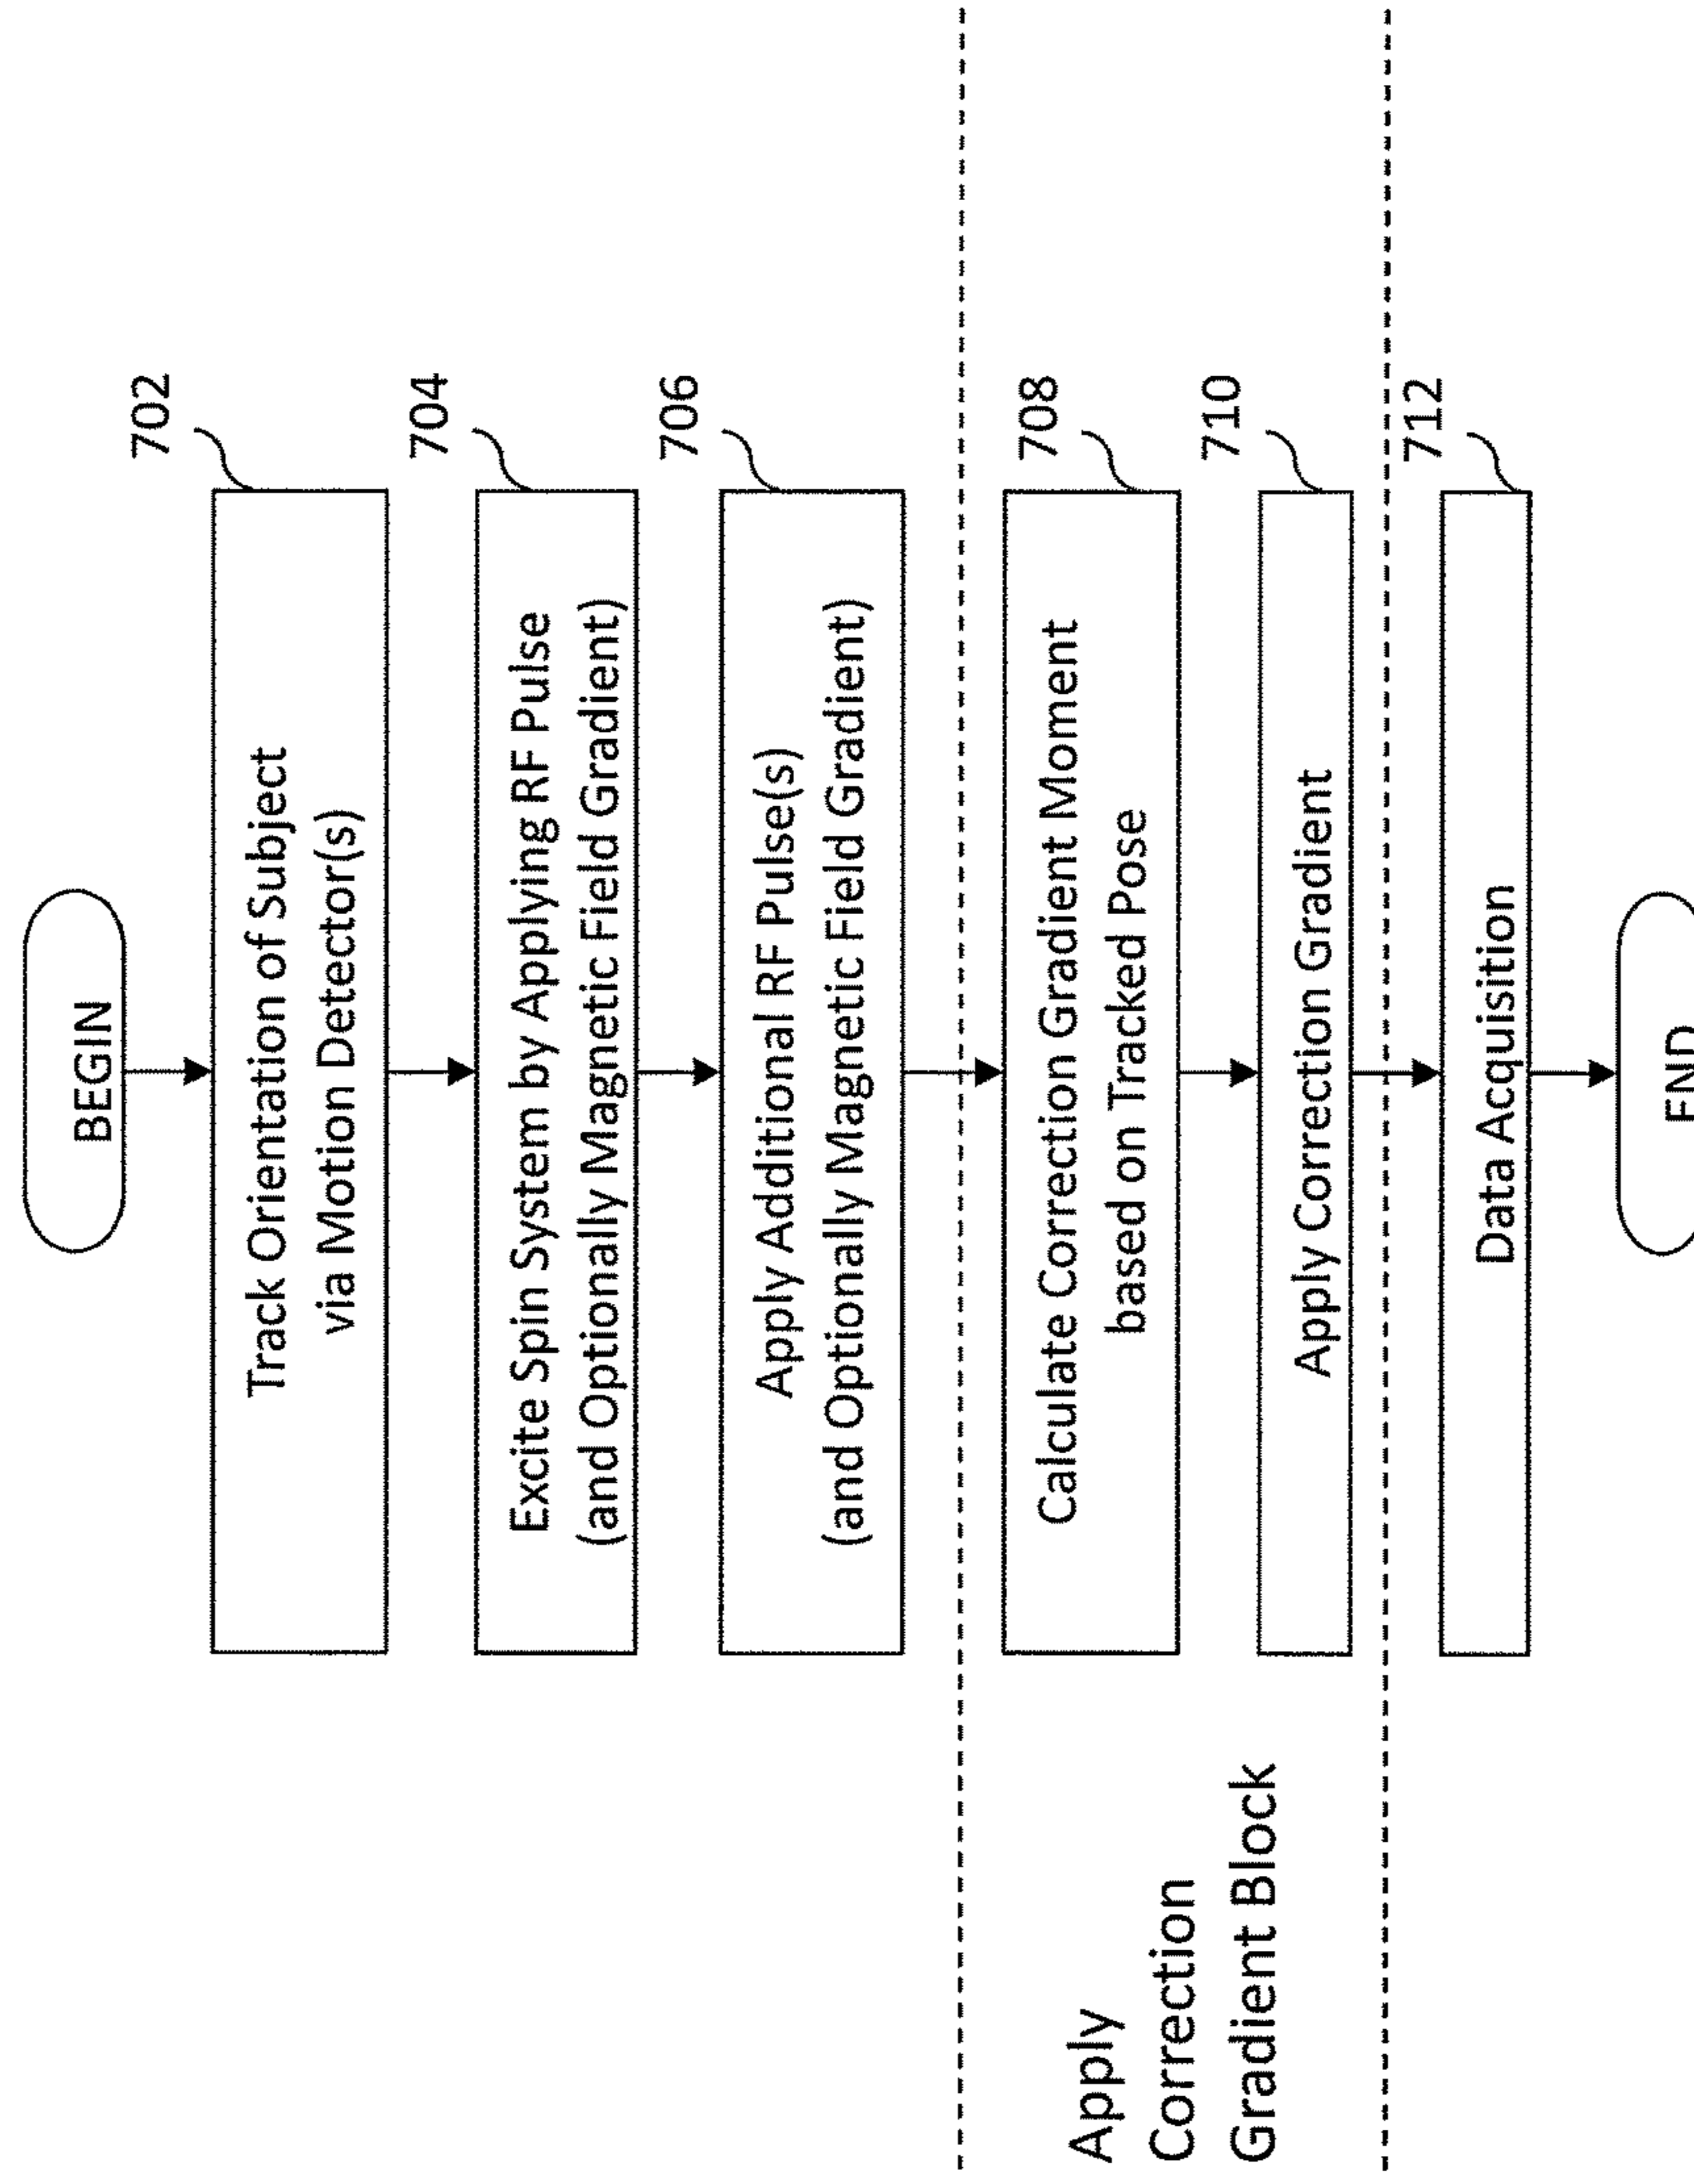 BEGIN
702
Track Orientation of Subject
via Motion Detector(s)
704
Excite Spin System by Applying RF Pulse
(and Optionally Magnetic Field Gradient)
706
Apply Additional RF Pulse(s)
(and Optionally Magnetic Field Gradient)
Apply
Correction
Gradient Block
708
Calculate Correction Gradient Moment
based on Tracked Pose
710
Apply Correction Gradient
712
Data Acquisition
END